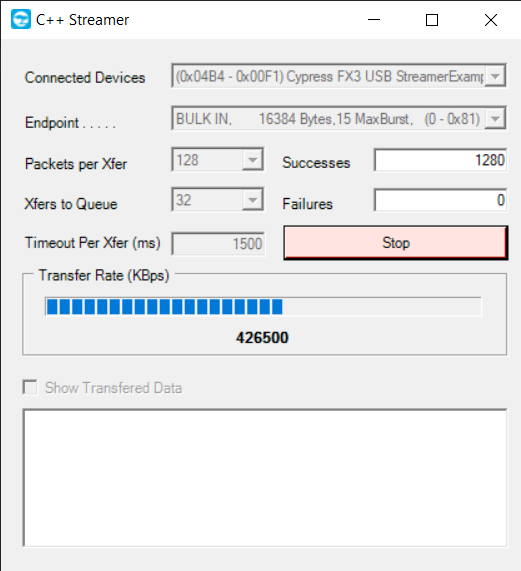 C++ Streamer
Connected Devices (0x04B4 - 0x00F1) Cypress FX3 USB StreamerExamp
Endpoint . . . . . BULK IN, 16384 Bytes,15 MaxBurst, (0 - 0x81)
Packets per Xfer 128 Successes 1280
Xfers to Queue 32 Failures 0
Timeout Per Xfer (ms) 1500 Stop
Transfer Rate (KBps)
426500
Show Transfered Data